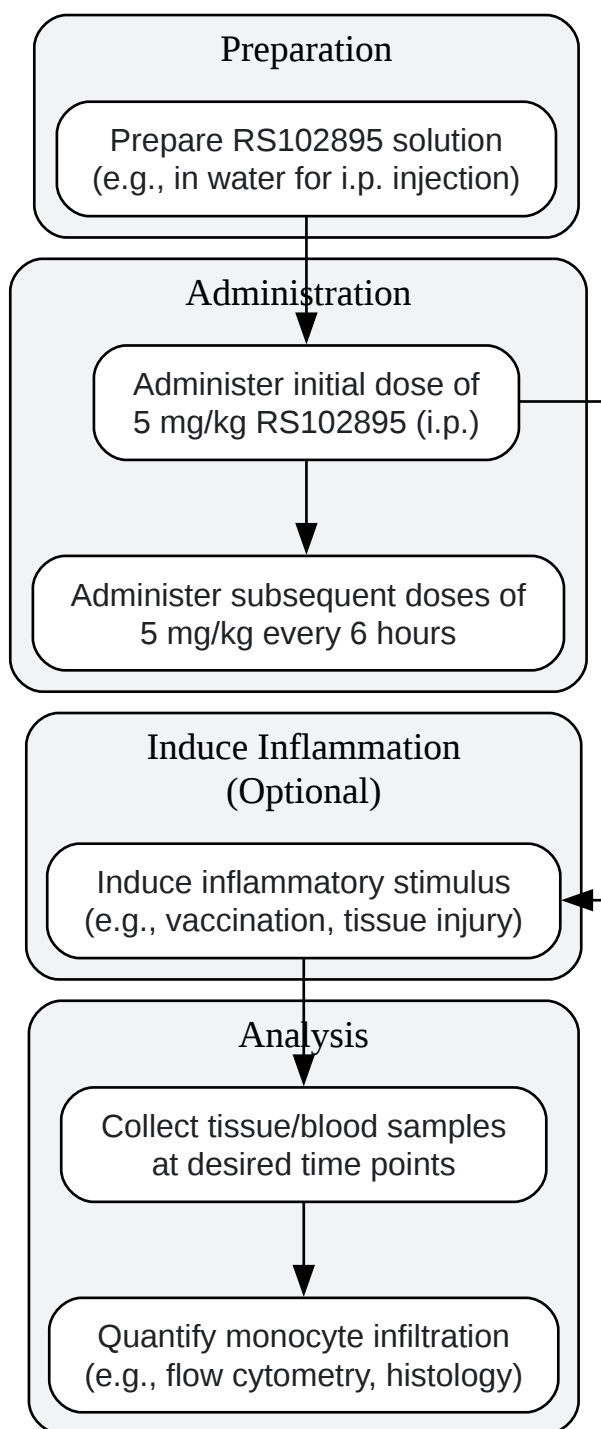 Preparation
Prepare RS102895 solution
(e.g., in water for i.p. injection)
Administration
Administer initial dose of
5 mg/kg RS102895 (i.p.)
Administer subsequent doses of
5 mg/kg every 6 hours
Induce Inflammation
(Optional)
Induce inflammatory stimulus
(e.g., vaccination, tissue injury)
Analysis
Collect tissue/blood samples
at desired time points
Quantify monocyte infiltration
(e.g., flow cytometry, histology)